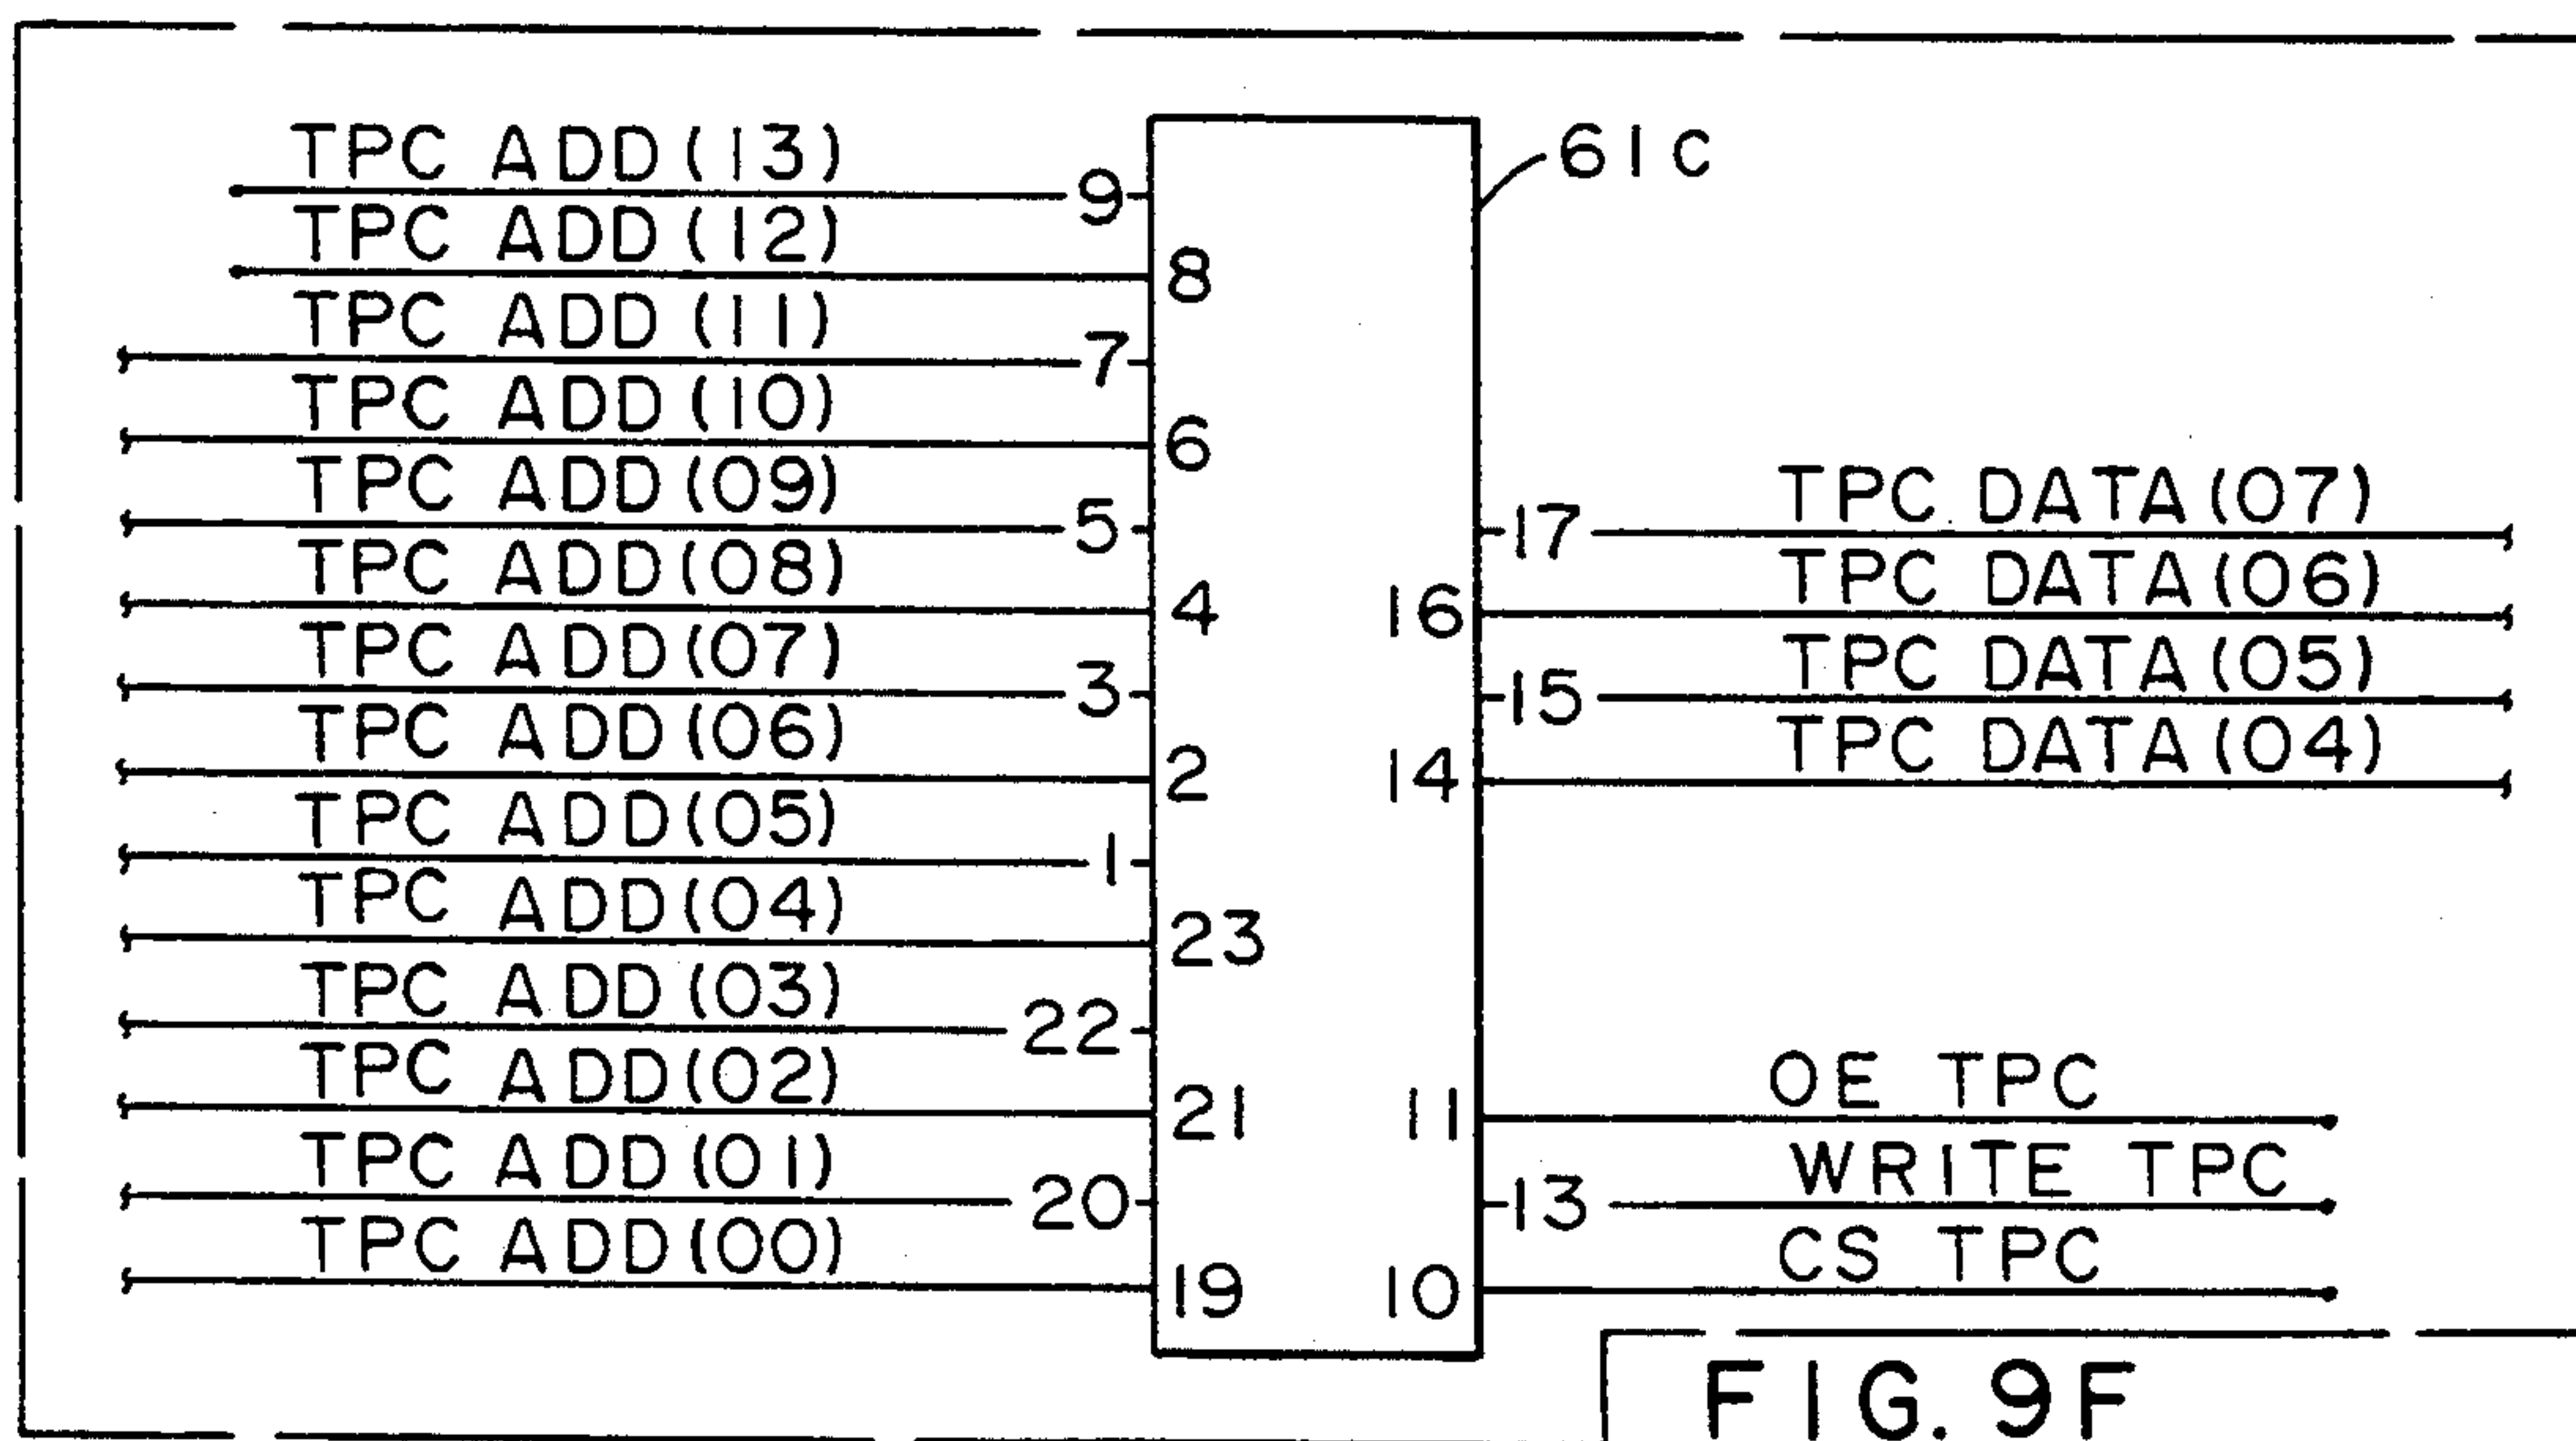 TPC ADD(13)
9
61C
TPC ADD(12)
8
TPC ADD(11)
7
TPC ADD(10)
6
TPC ADD(09)
5
17
TPC DATA(07)
TPC ADD(08)
4
16
TPC DATA(06)
TPC ADD(07)
3
15
TPC DATA(05)
TPC ADD(06)
2
14
TPC DATA(04)
TPC ADD(05)
1
TPC ADD(04)
23
TPC ADD(03)
22
TPC ADD(02)
21
11
OE TPC
TPC ADD(01)
20
13
WRITE TPC
TPC ADD(00)
19
10
CS TPC
FIG. 9F